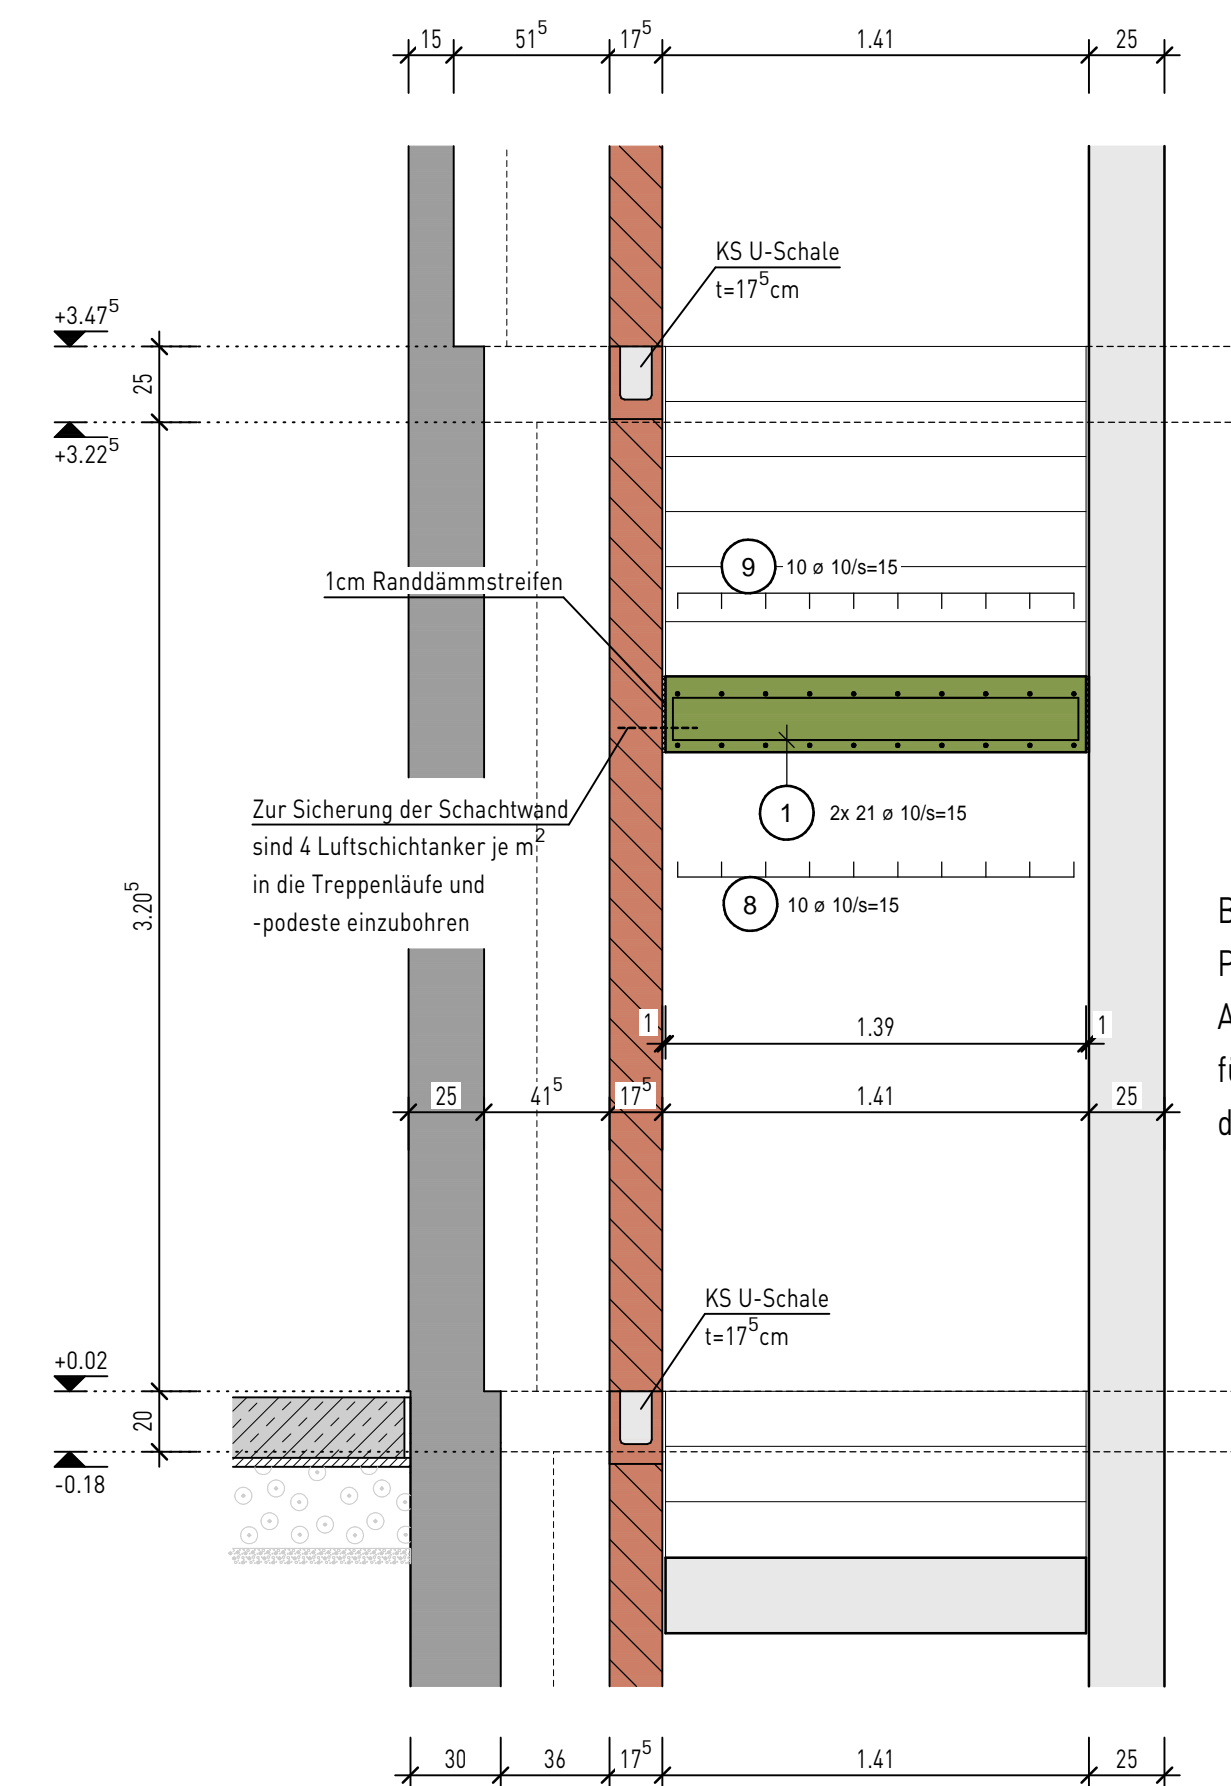 15 51⁵ 17⁵ 1.41 25
KS U-Schale
t=17⁵cm
+3.47⁵
25
+3.22⁵
9 10 ø 10/s=15
1cm Randdämmstreifen
Zur Sicherung der Schachtwand
sind 4 Luftschichtanker je m²
in die Treppenläufe und
-podeste einzubohren
1 2x 21 ø 10/s=15
8 10 ø 10/s=15
3.20⁵
B
P
A
fü
d
1 1.39 1
25 41⁵ 17⁵ 1.41 25
KS U-Schale
t=17⁵cm
+0.02
20
-0.18
30 36 17⁵ 1.41 25